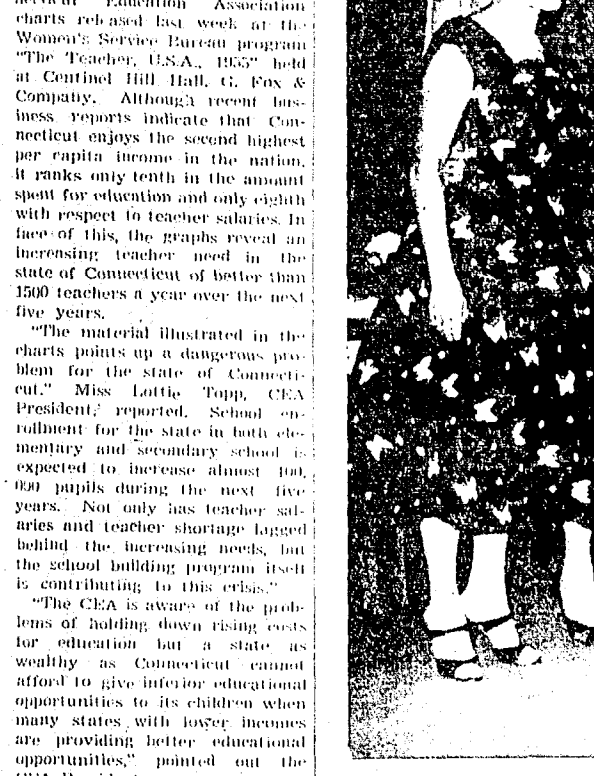 Education Association
charts released last week at the
Women's Service Bureau program
"The Teacher, U.S.A., 1955" held
at Centinel Hill Hall, G. Fox &
Company. Although recent bus-
iness reports indicate that Con-
necticut enjoys the second highest
per capita income in the nation,
it ranks only tenth in the amount
spent for education and only eighth
with respect to teacher salaries. In
face of this, the graphs reveal an
increasing teacher need in the
state of Connecticut of better than
1500 teachers a year over the next
five years.
"The material illustrated in the
charts points up a dangerous pro-
blem for the state of Connecti-
cut." Miss Lottie Topp, CEA
President, reported. School en-
rollment for the state in both ele-
mentary and secondary school is
expected to increase almost 100,
000 pupils during the next five
years. Not only has teacher sal-
aries and teacher shortage lagged
behind the increasing needs, but
the school building program itself
is contributing to this crisis."
"The CEA is aware of the prob-
lems of holding down rising costs
for education but a state as
wealthy as Connecticut cannot
afford to give inferior educational
opportunities to its children when
many states with lower incomes
are providing better educational
opportunities," pointed out the